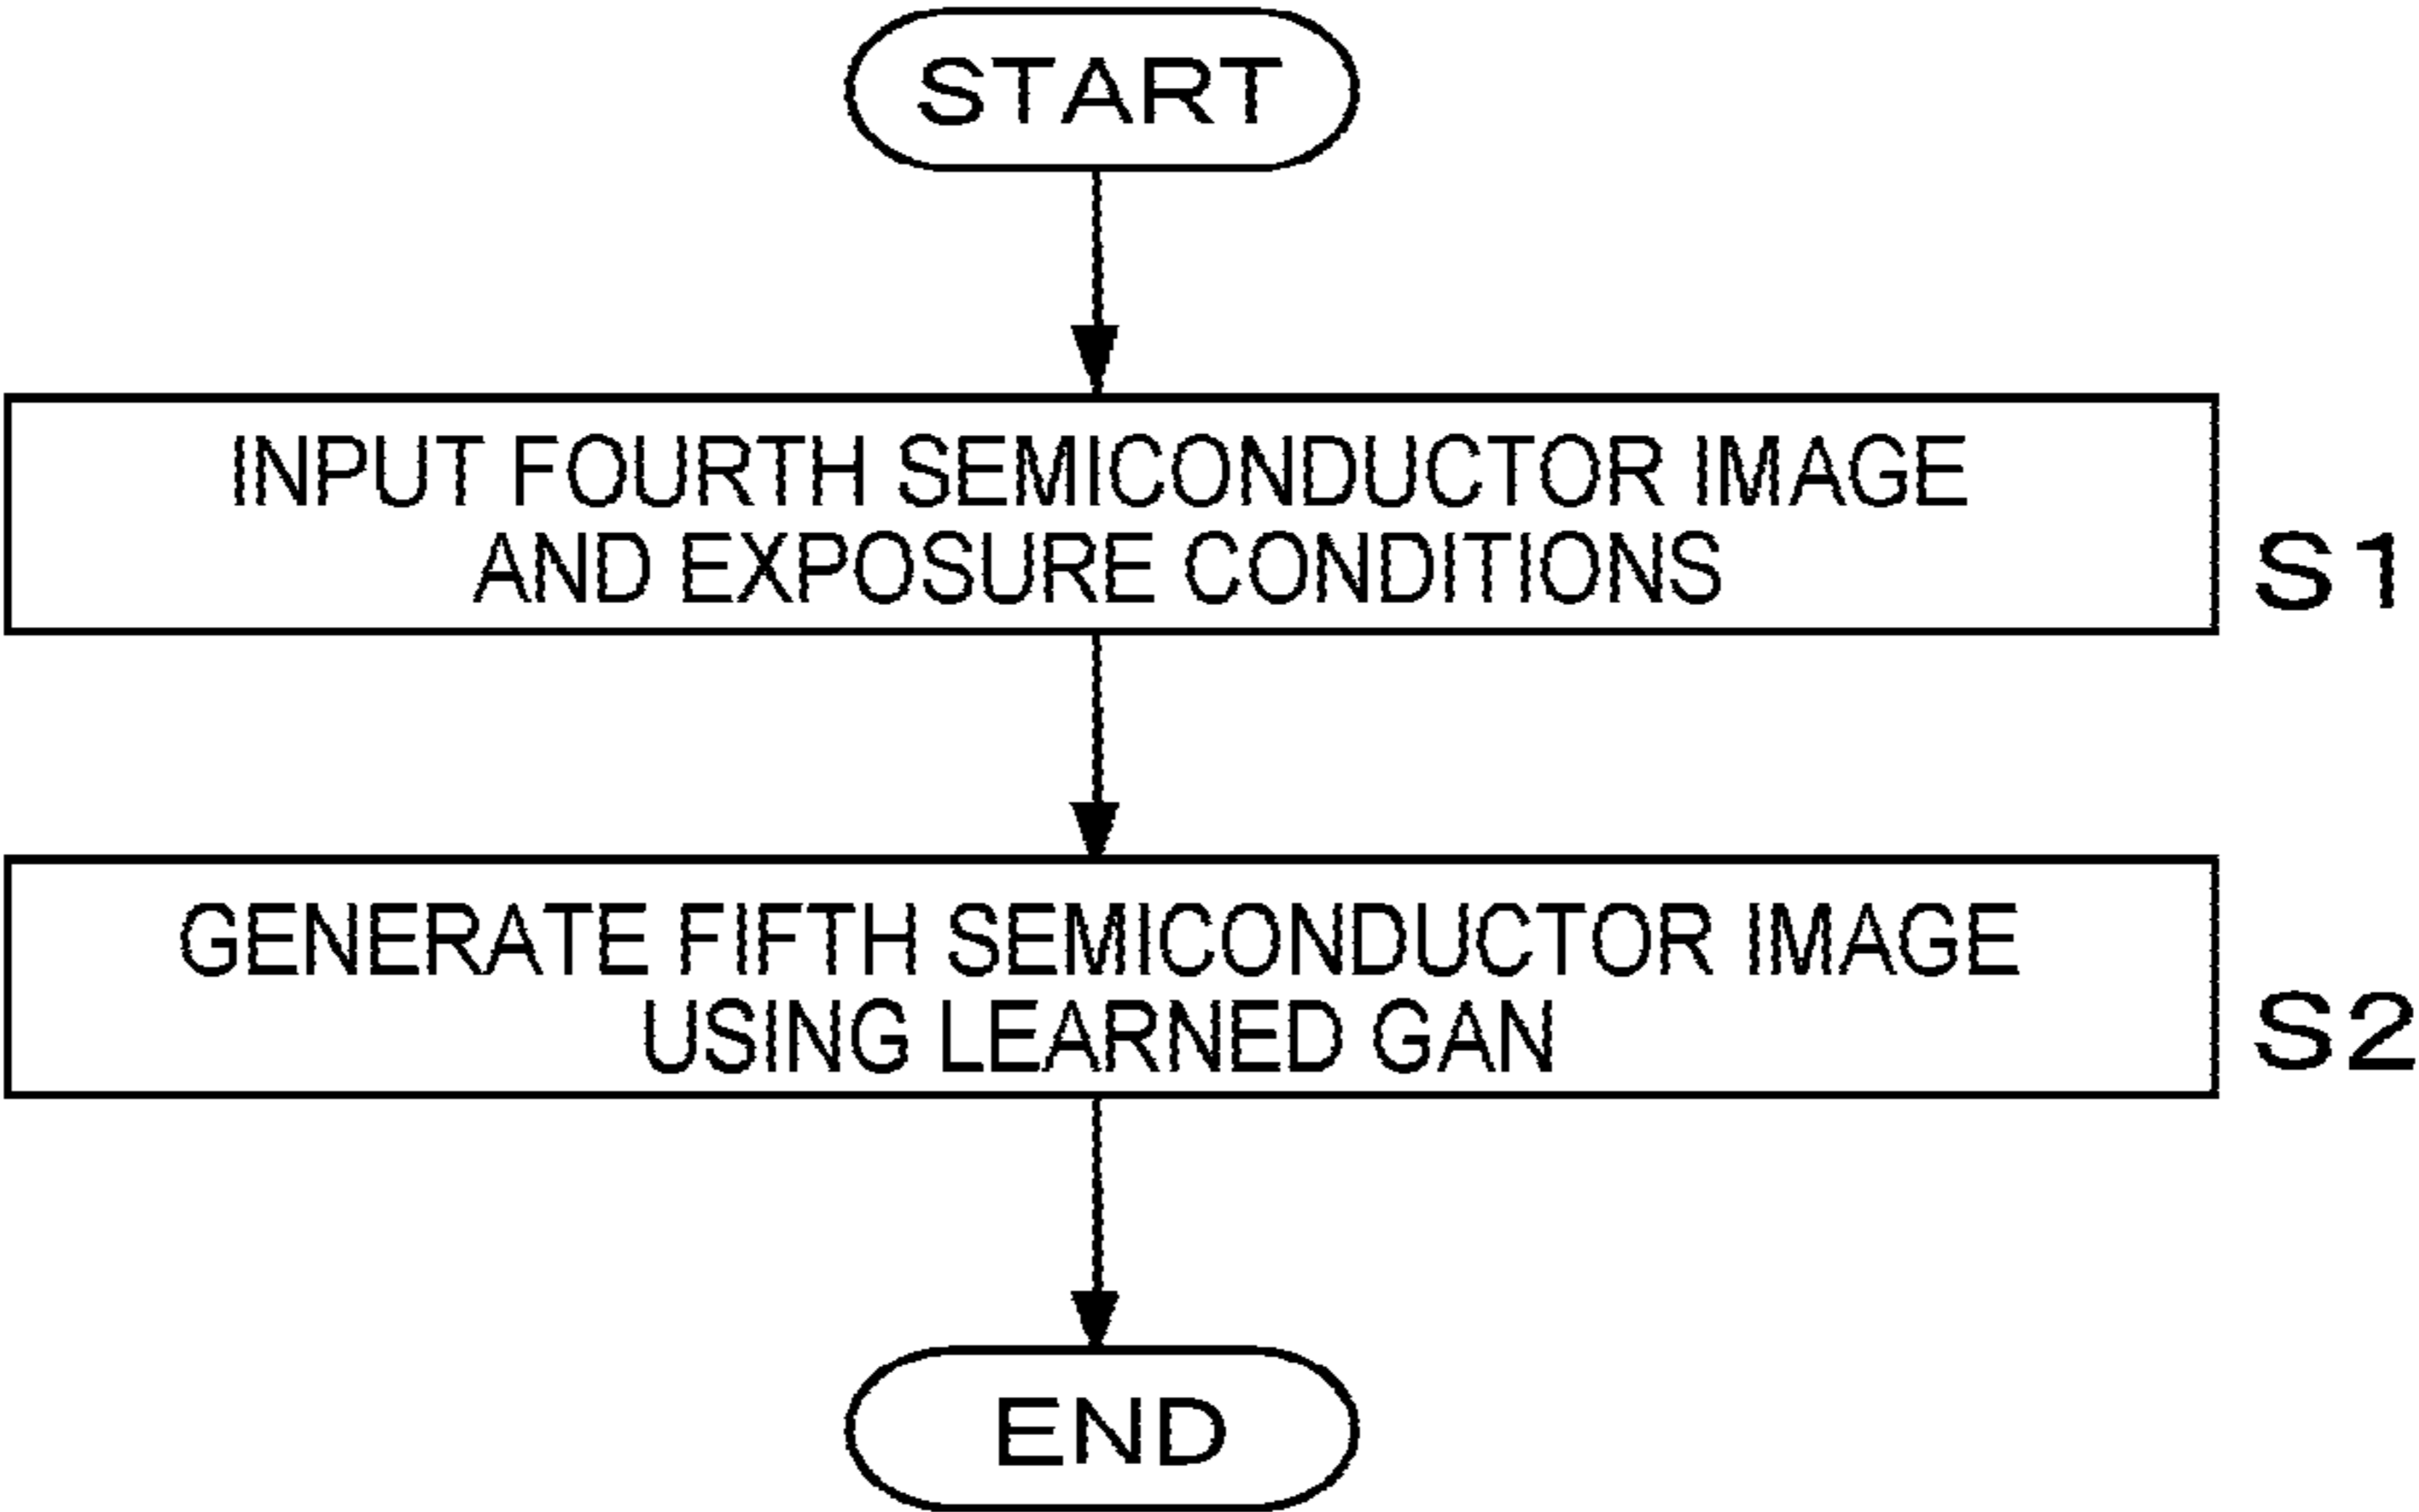 START
INPUT FOURTH SEMICONDUCTOR IMAGE
AND EXPOSURE CONDITIONS
S1
GENERATE FIFTH SEMICONDUCTOR IMAGE
USING LEARNED GAN
S2
END